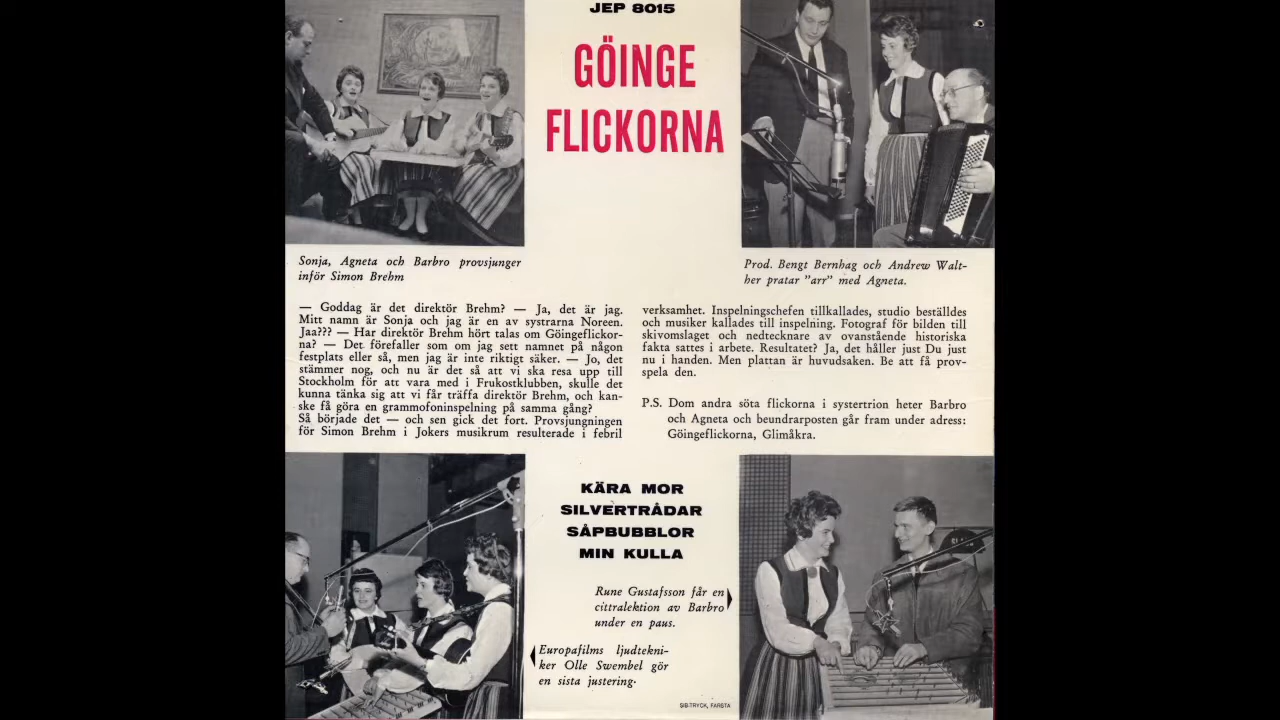 JEP 8015
GÖINGE
FLICKORNA
Sonja, Agneta och Barbro provsjunger
inför Simon Brehm
Prod. Bengt Bernhag och Andrew Walt-
her pratar ”arr” med Agneta.
— Goddag är det direktör Brehm? — Ja, det är jag.
Mitt namn är Sonja och jag är en av systrarna Noreen.
Jaa??? — Har direktör Brehm hört talas om Göingeflickor-
na? — Det förefaller som om jag sett namnet på någon
festplats eller så, men jag är inte riktigt säker. — Jo, det
stämmer nog, och nu är det så att vi ska resa upp till
Stockholm för att vara med i Frukostklubben, skulle det
kunna tänka sig att vi får träffa direktör Brehm, och kan-
ske få göra en grammofoninspelning på samma gång?
Så började det — och sen gick det fort. Provsjungningen
för Simon Brehm i Jokers musikrum resulterade i febril
verksamhet. Inspelningschefen tillkallades, studio beställdes
och musiker kallades till inspelning. Fotograf för bilden till
skivomslaget och nedtecknare av ovanstående historiska
fakta sattes i arbete. Resultatet? Ja, det håller just Du just
nu i handen. Men plattan är huvudsaken. Be att få prov-
spela den.
P.S. Dom andra söta flickorna i systertrion heter Barbro
och Agneta och beundrarposten går fram under adress:
Göingeflickorna, Glimåkra.
KÄRA MOR
SILVERTRÅDAR
SÅPBUBBLOR
MIN KULLA
Rune Gustafsson får en
cittralektion av Barbro
under en paus.
Europafilms ljudtekni-
ker Olle Swembel gör
en sista justering.
SIB-TRYCK, FARSTA